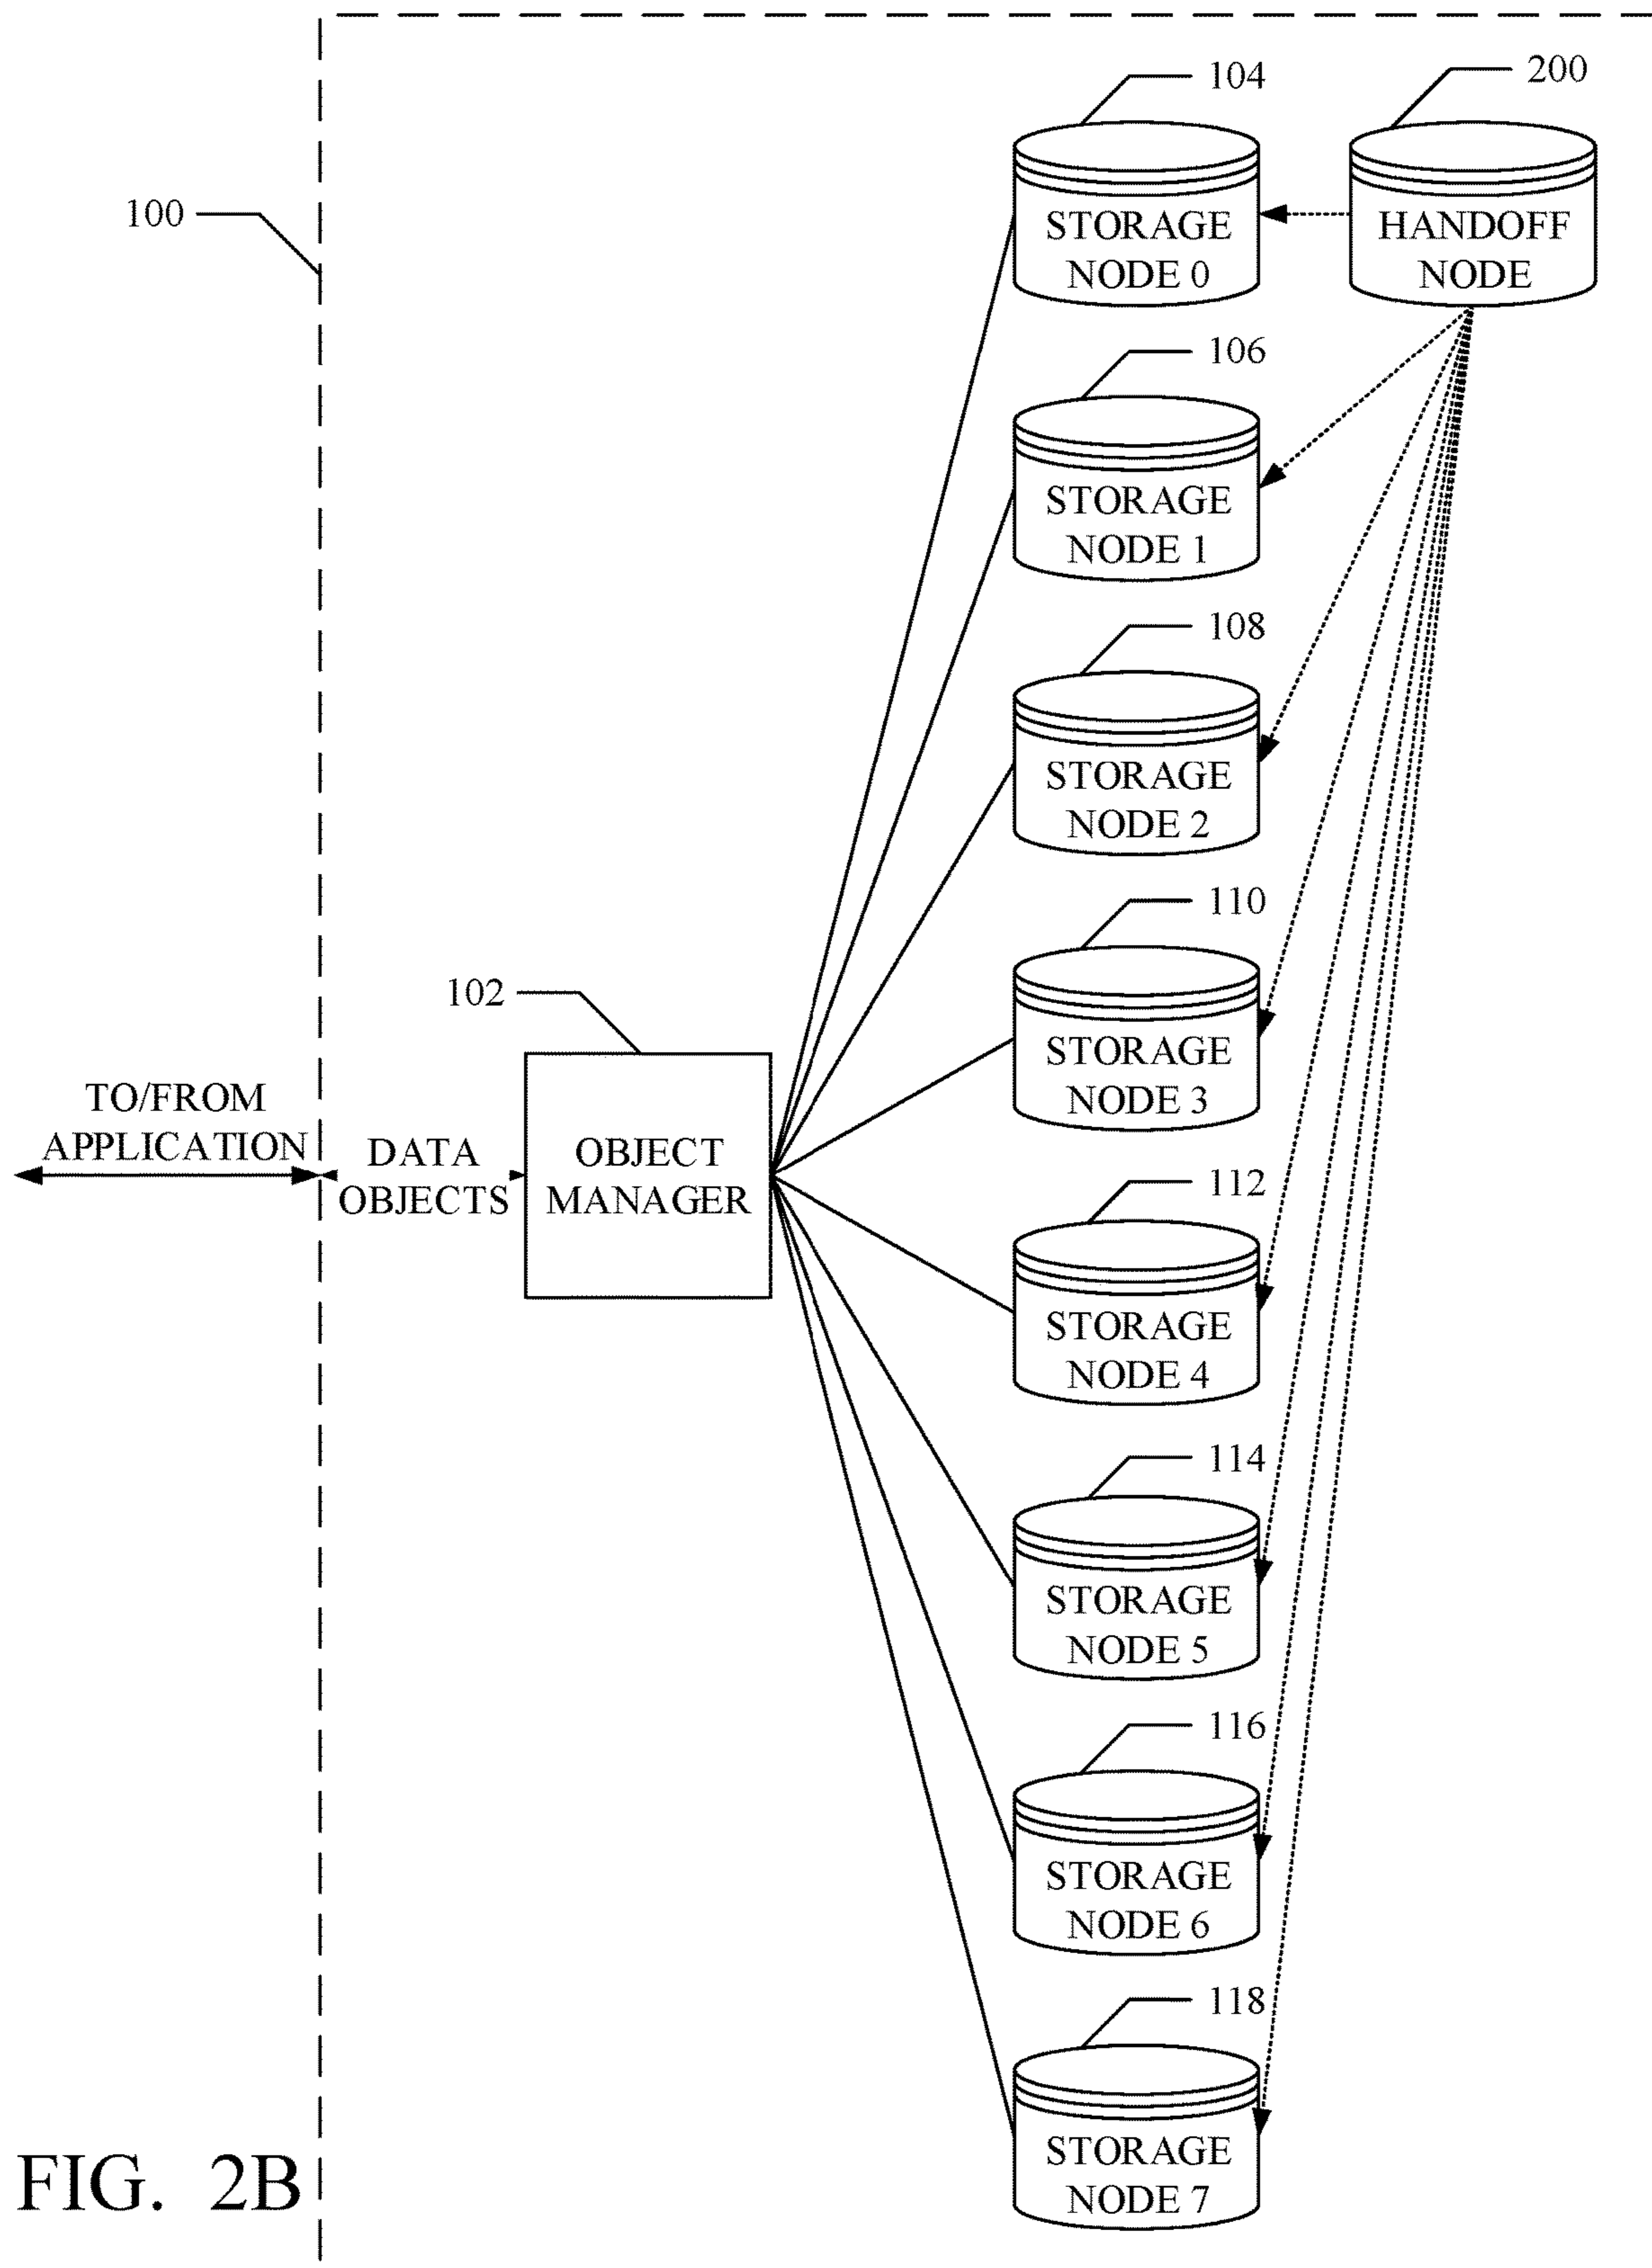 104
200
100
STORAGE
NODE 0
HANDOFF
NODE
106
STORAGE
NODE 1
108
STORAGE
NODE 2
110
STORAGE
NODE 3
102
TO/FROM
APPLICATION
DATA
OBJECTS
OBJECT
MANAGER
112
STORAGE
NODE 4
114
STORAGE
NODE 5
116
STORAGE
NODE 6
118
STORAGE
NODE 7
FIG. 2B